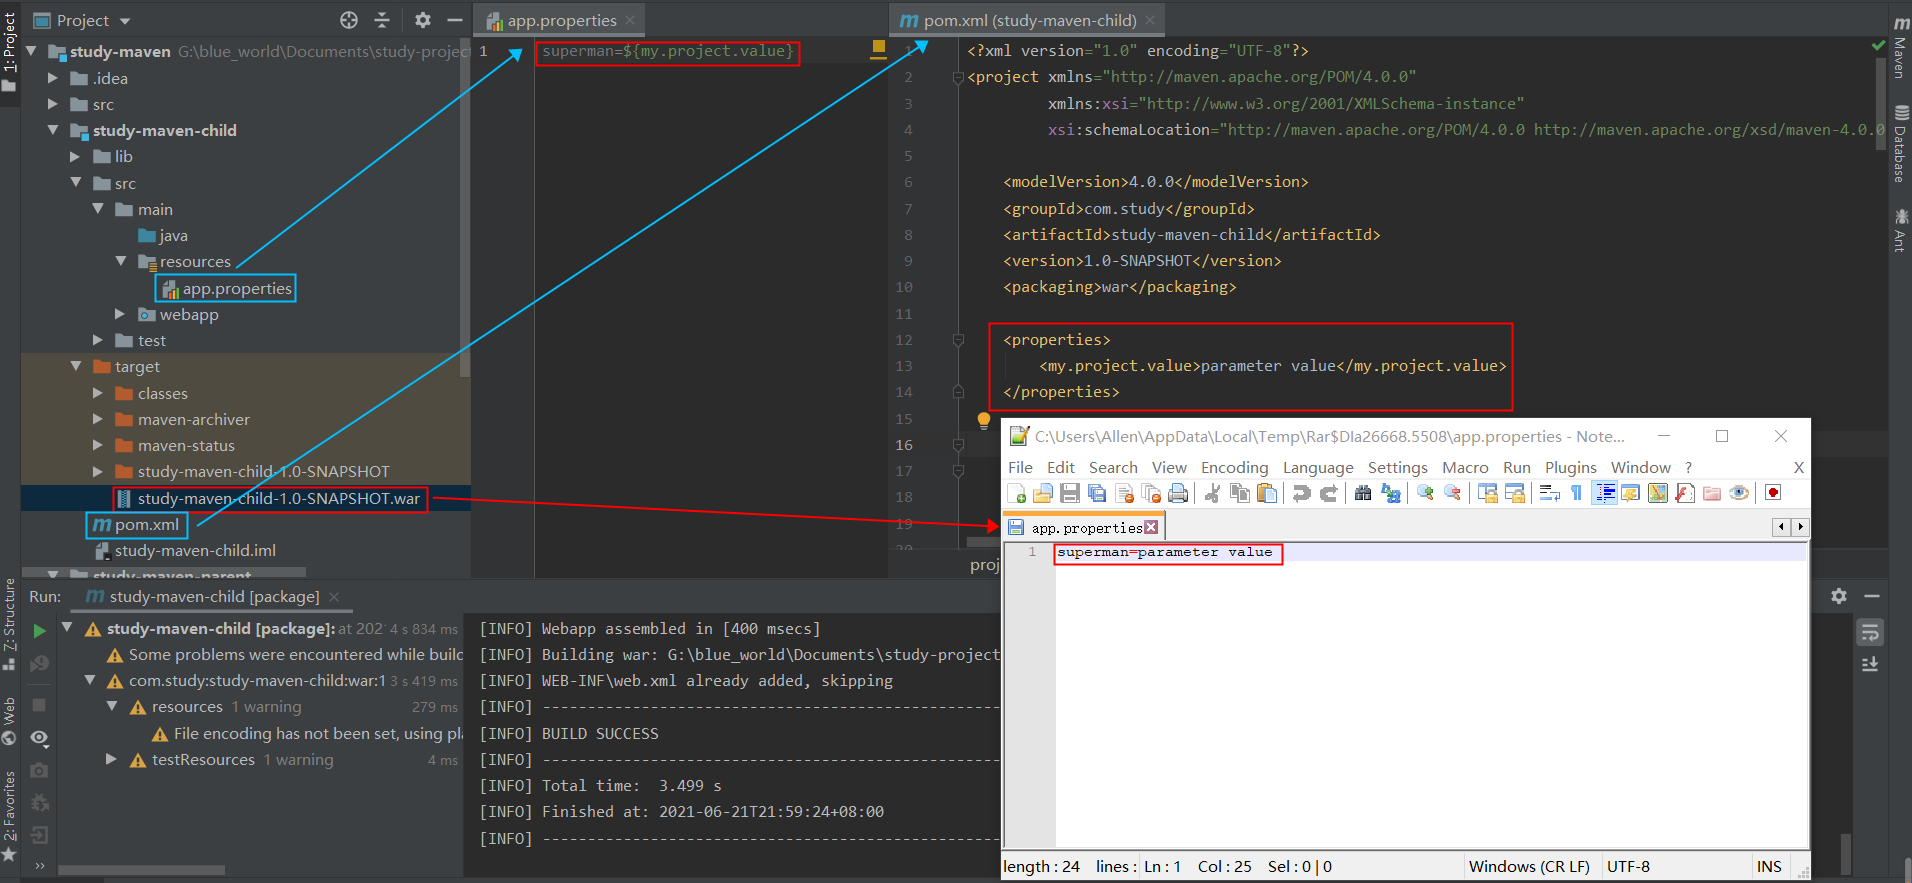 1: Project
Project
study-maven G:\blue_world\Documents\study-projec
.idea
src
study-maven-child
lib
src
main
java
resources
app.properties
webapp
test
target
classes
maven-archiver
maven-status
study-maven-child-1.0-SNAPSHOT
study-maven-child-1.0-SNAPSHOT.war
pom.xml
study-maven-child.iml
study-maven-parent
app.properties
1 superman=${my.project.value}
pom.xml (study-maven-child)
1 <?xml version="1.0" encoding="UTF-8"?>
2 <project xmlns="http://maven.apache.org/POM/4.0.0"
3 xmlns:xsi="http://www.w3.org/2001/XMLSchema-instance"
4 xsi:schemaLocation="http://maven.apache.org/POM/4.0.0 http://maven.apache.org/xsd/maven-4.0.0
5
6 <modelVersion>4.0.0</modelVersion>
7 <groupId>com.study</groupId>
8 <artifactId>study-maven-child</artifactId>
9 <version>1.0-SNAPSHOT</version>
10 <packaging>war</packaging>
11
12 <properties>
13 <my.project.value>parameter value</my.project.value>
14 </properties>
15
16
17
18
19
20
proj
Maven
Database
Ant
C:\Users\Allen\AppData\Local\Temp\Rar$DIa26668.5508\app.properties - Note...
File Edit Search View Encoding Language Settings Macro Run Plugins Window ? X
app.properties
1 superman=parameter value
length : 24 lines : Ln : 1 Col : 25 Sel : 0 | 0 Windows (CR LF) UTF-8 INS
Z: Structure
Web
2: Favorites
Run: study-maven-child [package]
study-maven-child [package]: at 202 4 s 834 ms
Some problems were encountered while builc
com.study:study-maven-child:war:1 3 s 419 ms
resources 1 warning 279 ms
File encoding has not been set, using pla
testResources 1 warning 4 ms
[INFO] Webapp assembled in [400 msecs]
[INFO] Building war: G:\blue_world\Documents\study-project
[INFO] WEB-INF\web.xml already added, skipping
[INFO] ---------------------------------------------------
[INFO] BUILD SUCCESS
[INFO] ---------------------------------------------------
[INFO] Total time:  3.499 s
[INFO] Finished at: 2021-06-21T21:59:24+08:00
[INFO] ---------------------------------------------------